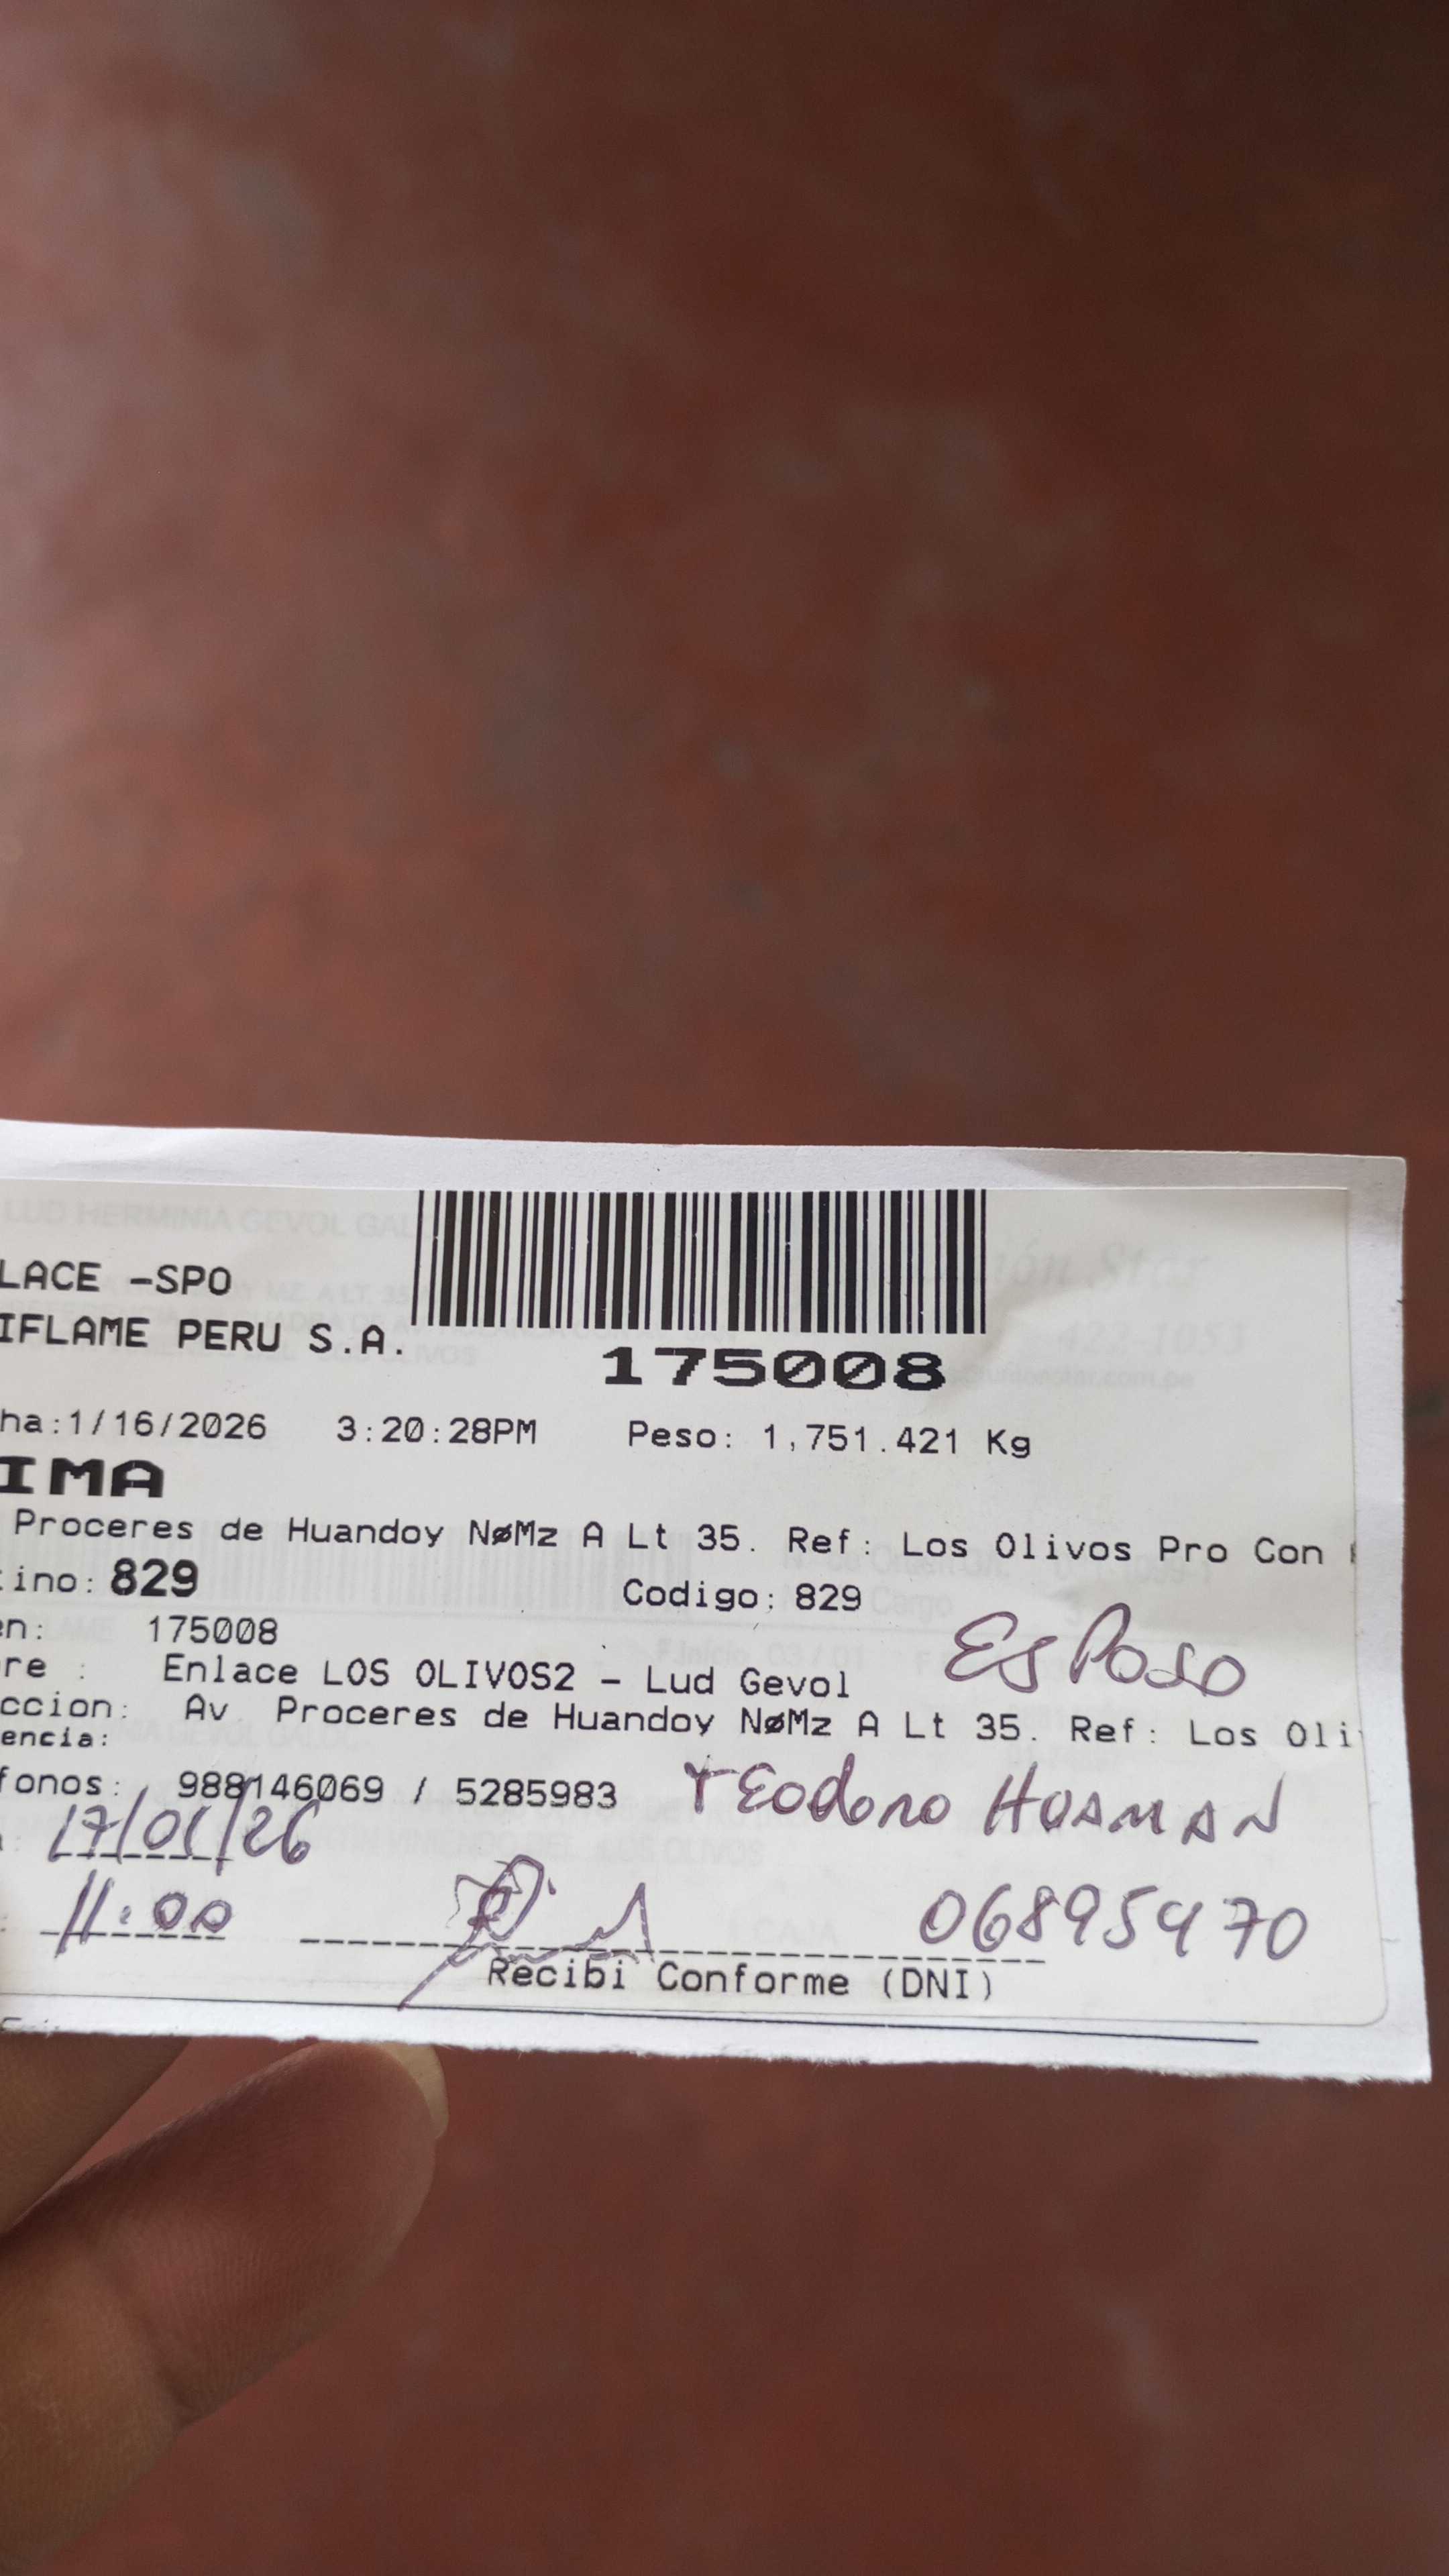 LACE -SPO
IFLAME PERU S.A.
175008
ha:1/16/2026 3:20:28PM Peso: 1,751.421 Kg
IMA
Proceres de Huandoy NøMz A Lt 35. Ref: Los Olivos Pro Con
ino: 829 Codigo: 829
en: 175008
ESPOSO
re : Enlace LOS OLIVOS2 - Lud Gevol
ccion: Av Proceres de Huandoy NøMz A Lt 35. Ref: Los Oli
encia:
fonos: 988146069 / 5285983
TEodoro HUAMAN
17/01/26
11:00
06895470
Recibi Conforme (DNI)